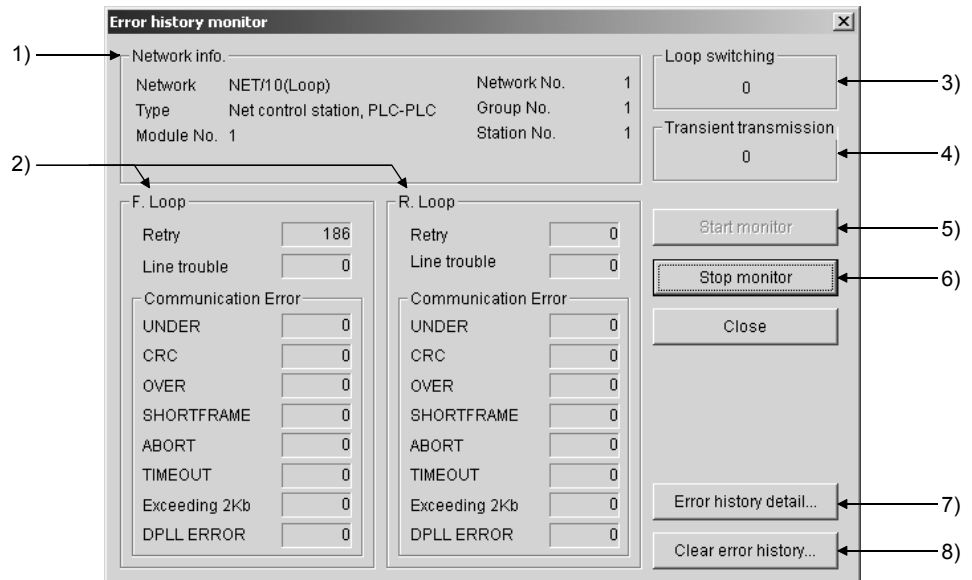 Error history monitor
1)
Network info.
Network NET/10(Loop)
Type Net control station, PLC-PLC
Module No. 1
Network No. 1
Group No. 1
Station No. 1
Loop switching
0
3)
Transient transmission
0
4)
2)
F. Loop
Retry 186
Line trouble 0
Communication Error
UNDER 0
CRC 0
OVER 0
SHORTFRAME 0
ABORT 0
TIMEOUT 0
Exceeding 2Kb 0
DPLL ERROR 0
R. Loop
Retry 0
Line trouble 0
Communication Error
UNDER 0
CRC 0
OVER 0
SHORTFRAME 0
ABORT 0
TIMEOUT 0
Exceeding 2Kb 0
DPLL ERROR 0
Start monitor
5)
Stop monitor
6)
Close
Error history detail...
7)
Clear error history...
8)